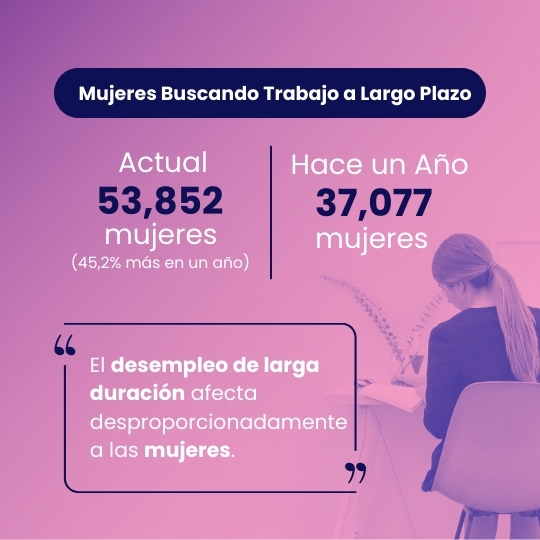 Mujeres Buscando Trabajo a Largo Plazo
Actual
53,852
mujeres
(45,2% más en un año)
Hace un Año
37,077
mujeres
“
El desempleo de larga
duración afecta
desproporcionadamente
a las mujeres.
”